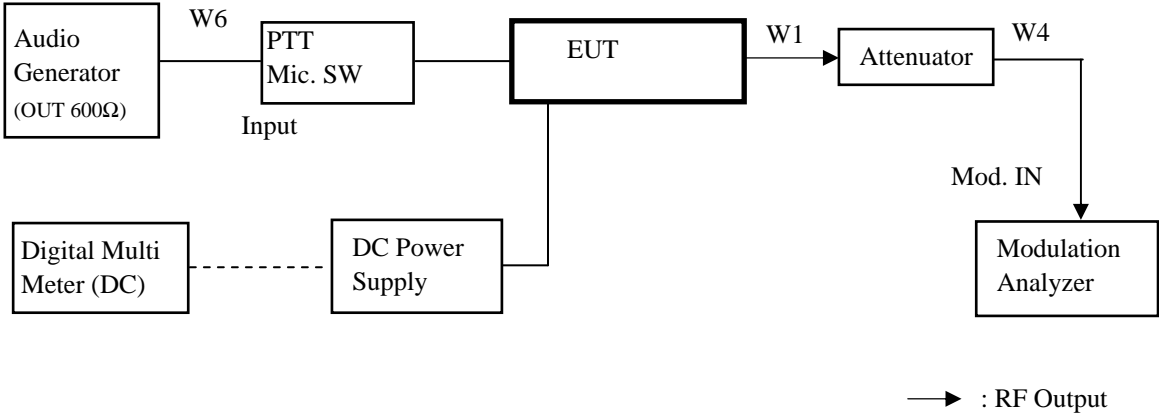 W6
Audio
Generator
(OUT 600Ω)
PTT
Mic. SW
Input
EUT
W1
Attenuator
W4
Mod. IN
Digital Multi
Meter (DC)
DC Power
Supply
Modulation
Analyzer
: RF Output